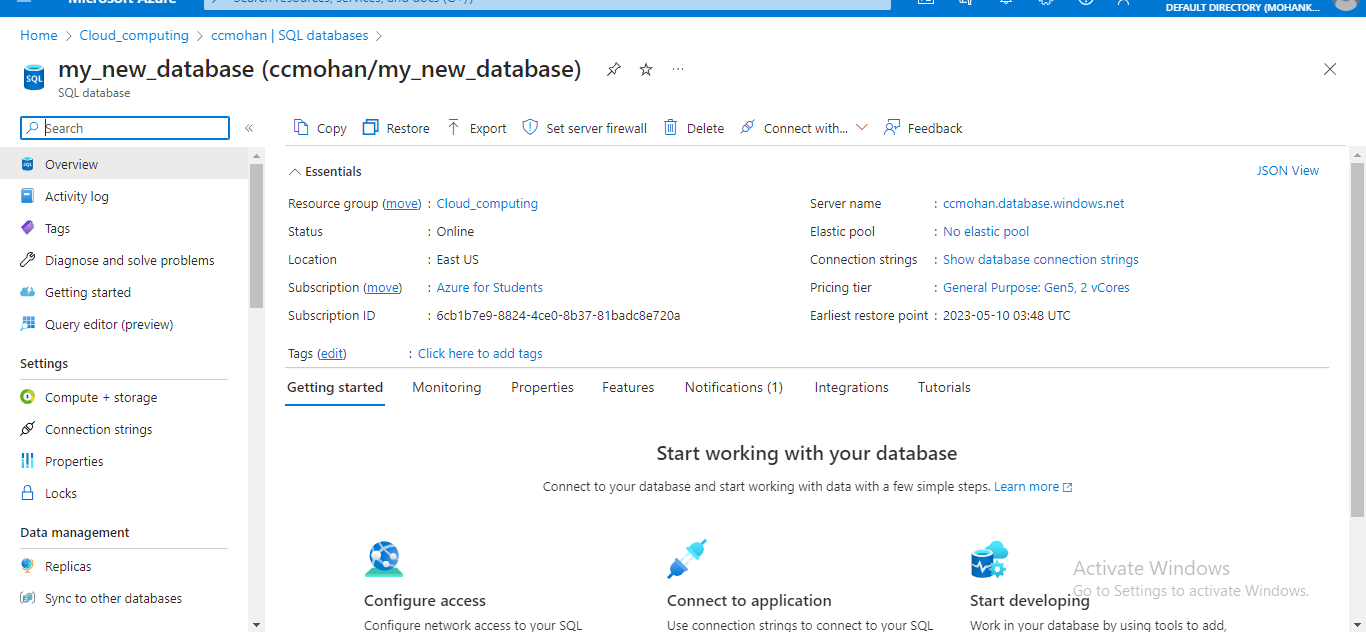 Microsoft Azure
Search resources, services, and docs (G+/)
DEFAULT DIRECTORY (MOHANK...
Home > Cloud_computing > ccmohan | SQL databases >
my_new_database (ccmohan/my_new_database)
SQL database
Search
Overview
Activity log
Tags
Diagnose and solve problems
Getting started
Query editor (preview)
Settings
Compute + storage
Connection strings
Properties
Locks
Data management
Replicas
Sync to other databases
Copy Restore Export Set server firewall Delete Connect with... Feedback
Essentials
JSON View
Resource group (move) : Cloud_computing
Status : Online
Location : East US
Subscription (move) : Azure for Students
Subscription ID : 6cb1b7e9-8824-4ce0-8b37-81badc8e720a
Server name : ccmohan.database.windows.net
Elastic pool : No elastic pool
Connection strings : Show database connection strings
Pricing tier : General Purpose: Gen5, 2 vCores
Earliest restore point : 2023-05-10 03:48 UTC
Tags (edit) : Click here to add tags
Getting started Monitoring Properties Features Notifications (1) Integrations Tutorials
Start working with your database
Connect to your database and start working with data with a few simple steps. Learn more
Configure access
Configure network access to your SQL
Connect to application
Use connection strings to connect to your SQL
Start developing
Work in your database by using tools to add,
Activate Windows
Go to Settings to activate Windows.